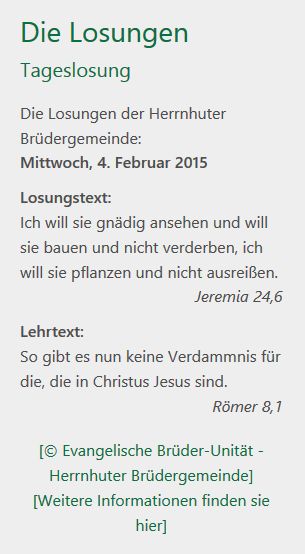 Die Losungen
Tageslosung
Die Losungen der Herrnhuter
Brüdergemeinde:
Mittwoch, 4. Februar 2015
Losungstext:
Ich will sie gnädig ansehen und will
sie bauen und nicht verderben, ich
will sie pflanzen und nicht ausreißen.
Jeremia 24,6
Lehrtext:
So gibt es nun keine Verdammnis für
die, die in Christus Jesus sind.
Römer 8,1
[© Evangelische Brüder-Unität -
Herrnhuter Brüdergemeinde]
[Weitere Informationen finden sie
hier]